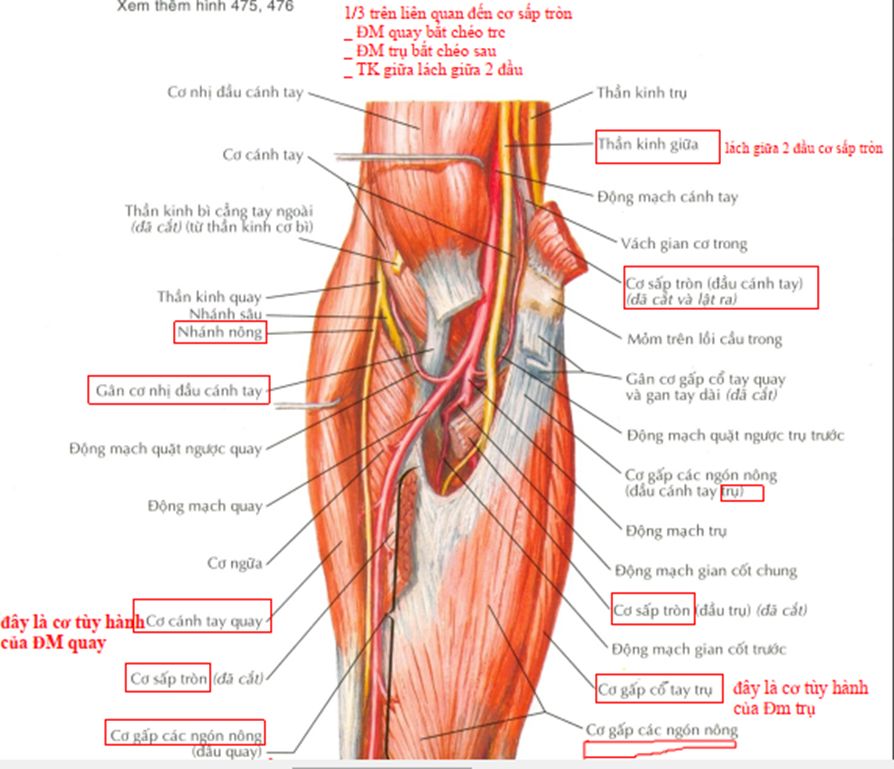 Xem thêm hình 475, 476
1/3 trên liên quan đến cơ sấp tròn
_ ĐM quay bắt chéo trc
_ ĐM trụ bắt chéo sau
_ TK giữa lách giữa 2 đầu
Cơ nhị đầu cánh tay
Cơ cánh tay
Thần kinh bì cẳng tay ngoài
(đã cắt) (từ thần kinh cơ bì)
Thần kinh quay
Nhánh sâu
Nhánh nông
Gân cơ nhị đầu cánh tay
Động mạch quặt ngược quay
Động mạch quay
Cơ ngửa
đây là cơ tùy hành
của ĐM quay
Cơ cánh tay quay
Cơ sấp tròn (đã cắt)
Cơ gấp các ngón nông
(đầu quay)
Thần kinh trụ
Thần kinh giữa
lách giữa 2 đầu cơ sấp tròn
Động mạch cánh tay
Vách gian cơ trong
Cơ sấp tròn (đầu cánh tay)
(đã cắt và lật ra)
Mỏm trên lồi cầu trong
Gân cơ gấp cổ tay quay
và gan tay dài (đã cắt)
Động mạch quặt ngược trụ trước
Cơ gấp các ngón nông
(đầu cánh tay trụ)
Động mạch trụ
Động mạch gian cốt chung
Cơ sấp tròn (đầu trụ) (đã cắt)
Động mạch gian cốt trước
Cơ gấp cổ tay trụ
đây là cơ tùy hành
của Đm trụ
Cơ gấp các ngón nông